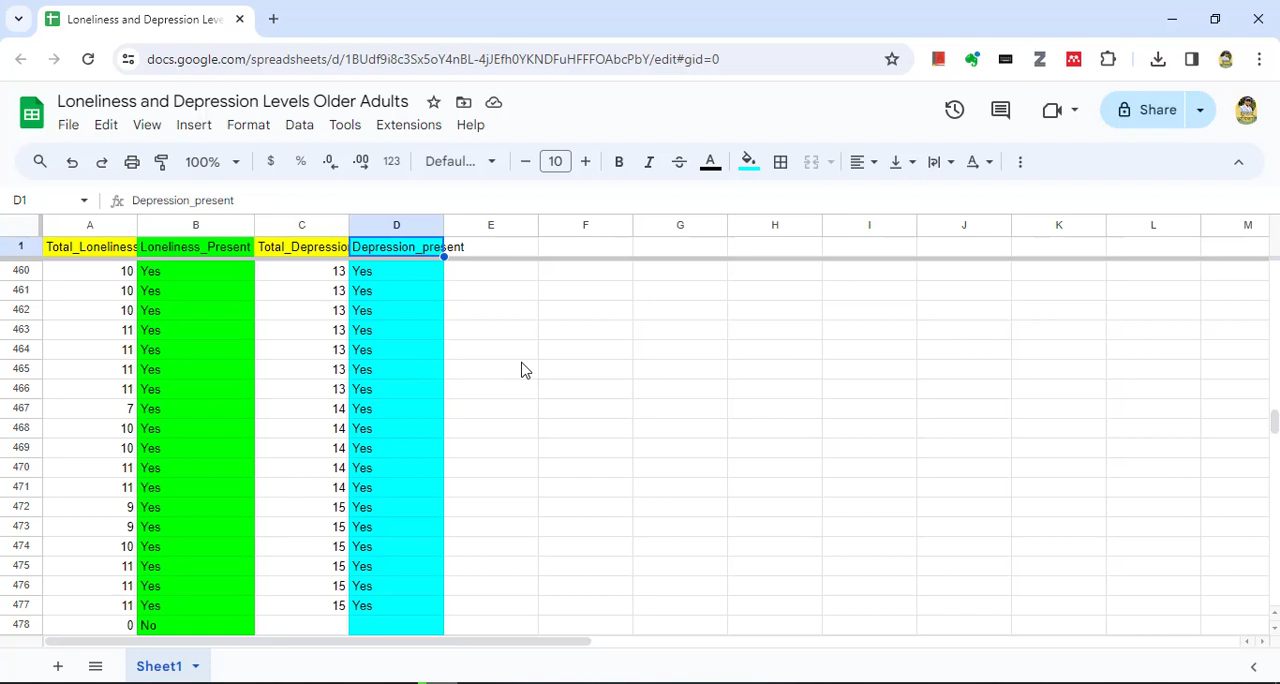 Loneliness and Depression Leve
docs.google.com/spreadsheets/d/1BUdf9i8c3Sx5oY4nBL-4jJEfh0YKNDFuHFFFOAbcPbY/edit#gid=0
Loneliness and Depression Levels Older Adults
File Edit View Insert Format Data Tools Extensions Help
Share
100% $ % .0 .00 123 Defaul... 10 B I A
D1 fx Depression_present
A B C D E F G H I J K L M
1 Total_Loneliness Loneliness_Present Total_Depressio Depression_present
460 10 Yes 13 Yes
461 10 Yes 13 Yes
462 10 Yes 13 Yes
463 11 Yes 13 Yes
464 11 Yes 13 Yes
465 11 Yes 13 Yes
466 11 Yes 13 Yes
467 7 Yes 14 Yes
468 10 Yes 14 Yes
469 10 Yes 14 Yes
470 11 Yes 14 Yes
471 11 Yes 14 Yes
472 9 Yes 15 Yes
473 9 Yes 15 Yes
474 10 Yes 15 Yes
475 11 Yes 15 Yes
476 11 Yes 15 Yes
477 11 Yes 15 Yes
478 0 No
Sheet1